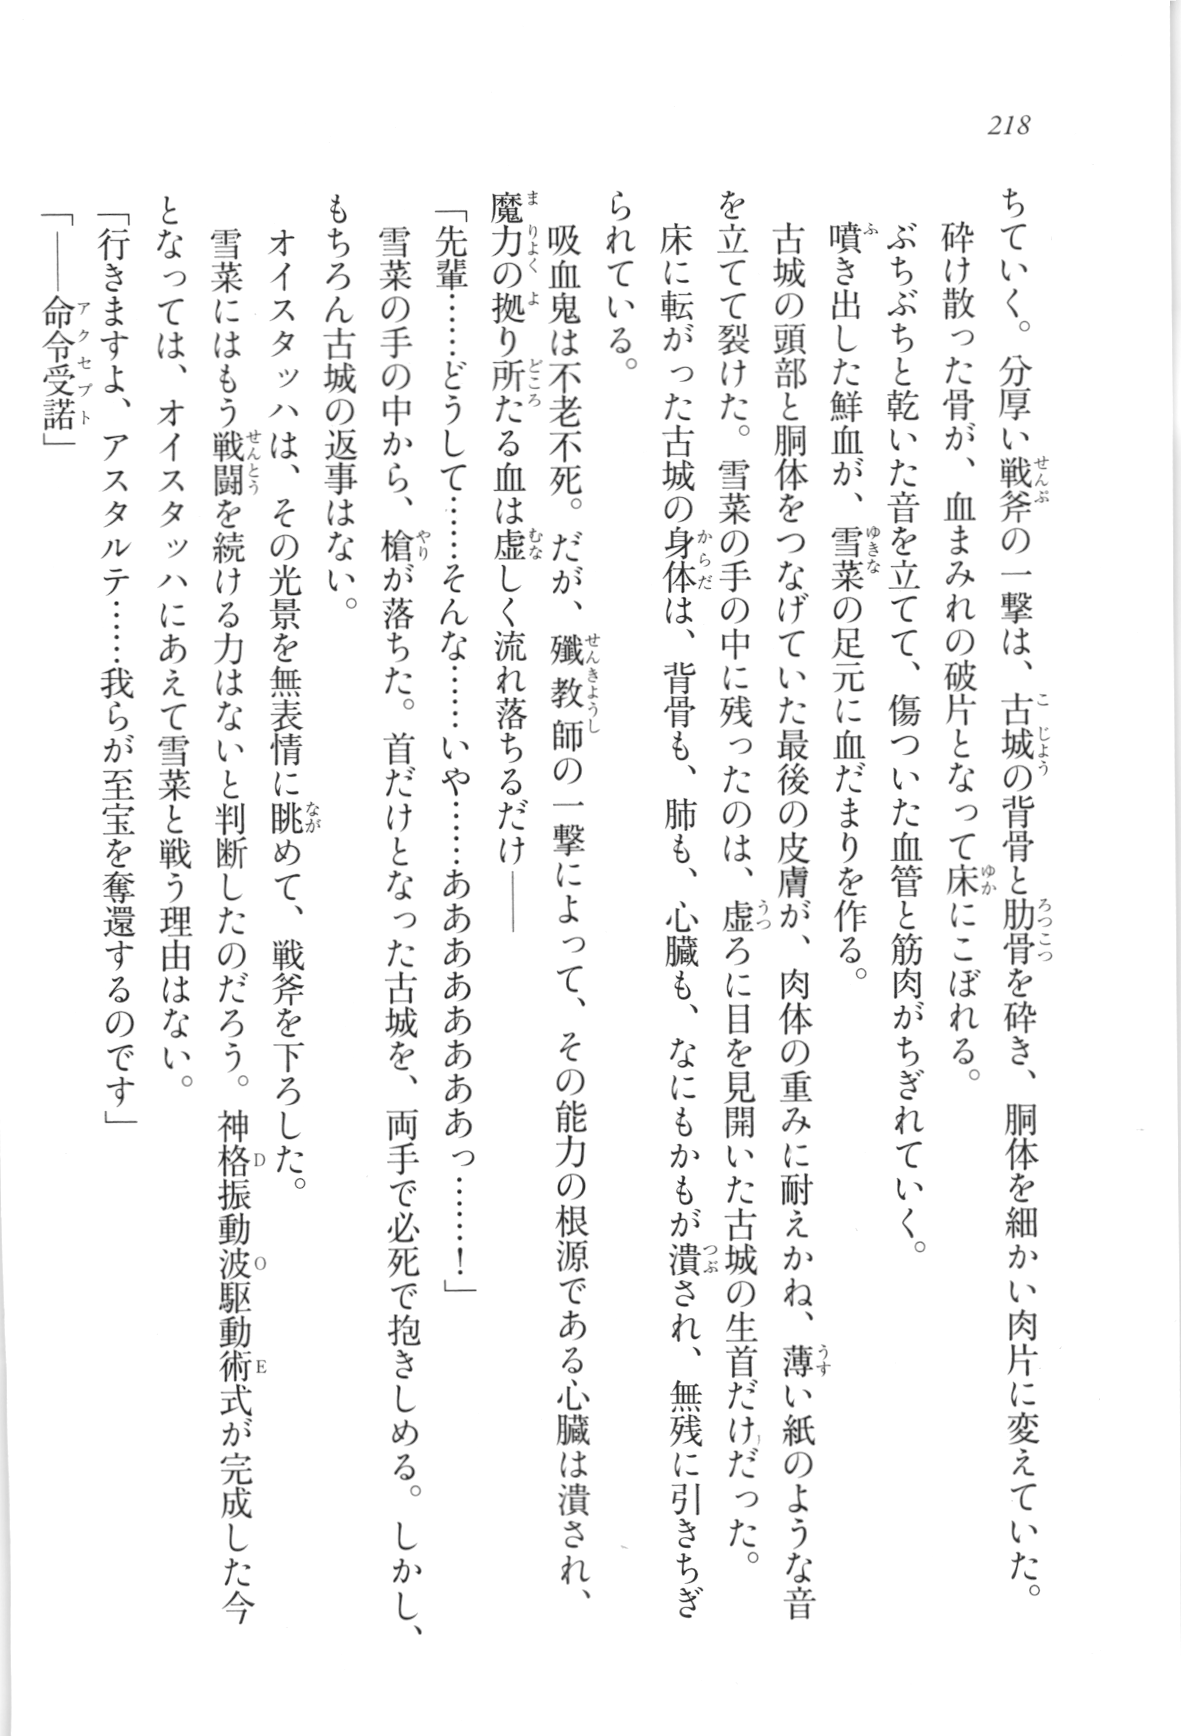 218
ちていく。分厚い戦斧の一撃は、古城の背骨と肋骨を砕き、胴体を細かい肉片に変えていた。
砕け散った骨が、血まみれの破片となって床にこぼれる。
ぶちぶちと乾いた音を立てて、傷ついた血管と筋肉がちぎれていく。
噴き出した鮮血が、雪菜の足元に血だまりを作る。
古城の頭部と胴体をつなげていた最後の皮膚が、肉体の重みに耐えかね、薄い紙のような音
を立てて裂けた。雪菜の手の中に残ったのは、虚ろに目を見開いた古城の生首だけだった。
床に転がった古城の身体は、背骨も、肺も、心臓も、なにもかもが潰され、無残に引きちぎ
られている。
吸血鬼は不老不死。だが、殲教師の一撃によって、その能力の根源である心臓は潰され、
魔力の拠り所たる血は虚しく流れ落ちるだけ——
「先輩……どうして……そんな……いや……ああああああああっ……！」
雪菜の手の中から、槍が落ちた。首だけとなった古城を、両手で必死で抱きしめる。しかし、
もちろん古城の返事はない。
オイスタッハは、その光景を無表情に眺めて、戦斧を下ろした。
雪菜にはもう戦闘を続ける力はないと判断したのだろう。神格振動波駆動術式が完成した今
となっては、オイスタッハにあえて雪菜と戦う理由はない。
「行きますよ、アスタルテ……我らが至宝を奪還するのです」
「——命令受諾」